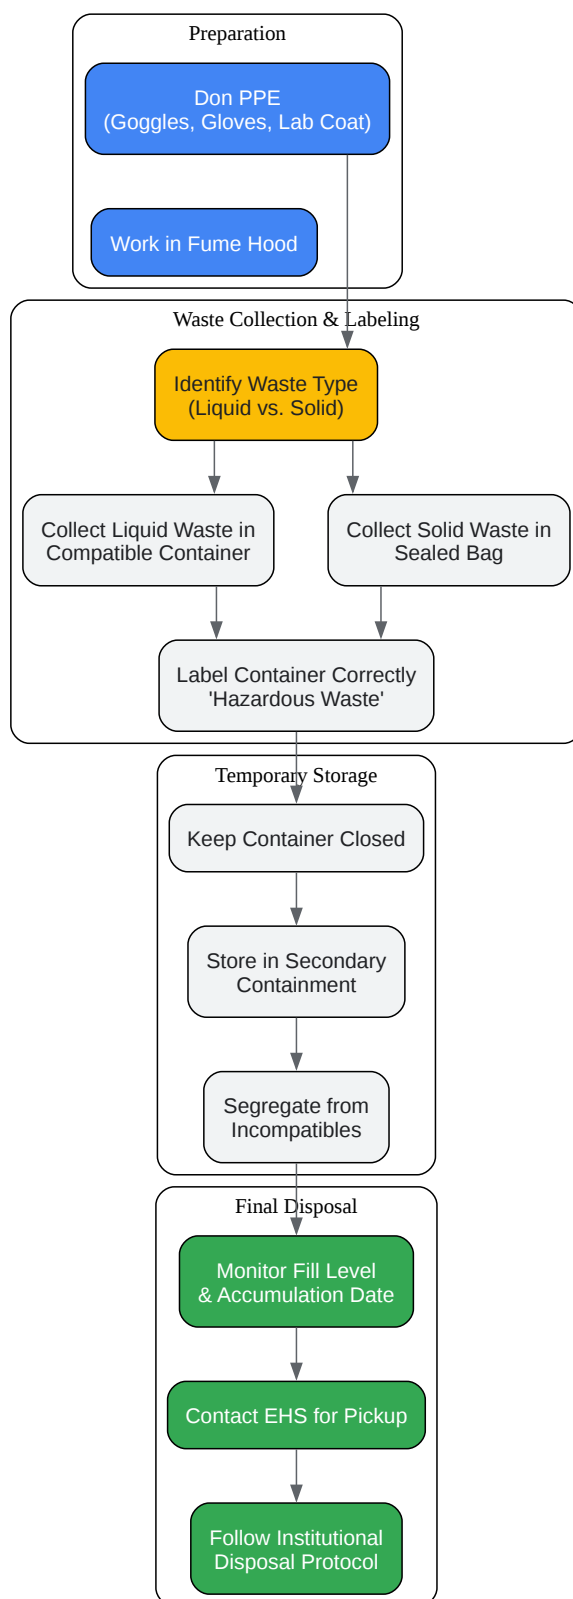 Preparation
Don PPE
(Goggles, Gloves, Lab Coat)
Work in Fume Hood
Waste Collection & Labeling
Identify Waste Type
(Liquid vs. Solid)
Collect Liquid Waste in
Compatible Container
Collect Solid Waste in
Sealed Bag
Label Container Correctly
'Hazardous Waste'
Temporary Storage
Keep Container Closed
Store in Secondary
Containment
Segregate from
Incompatibles
Final Disposal
Monitor Fill Level
& Accumulation Date
Contact EHS for Pickup
Follow Institutional
Disposal Protocol